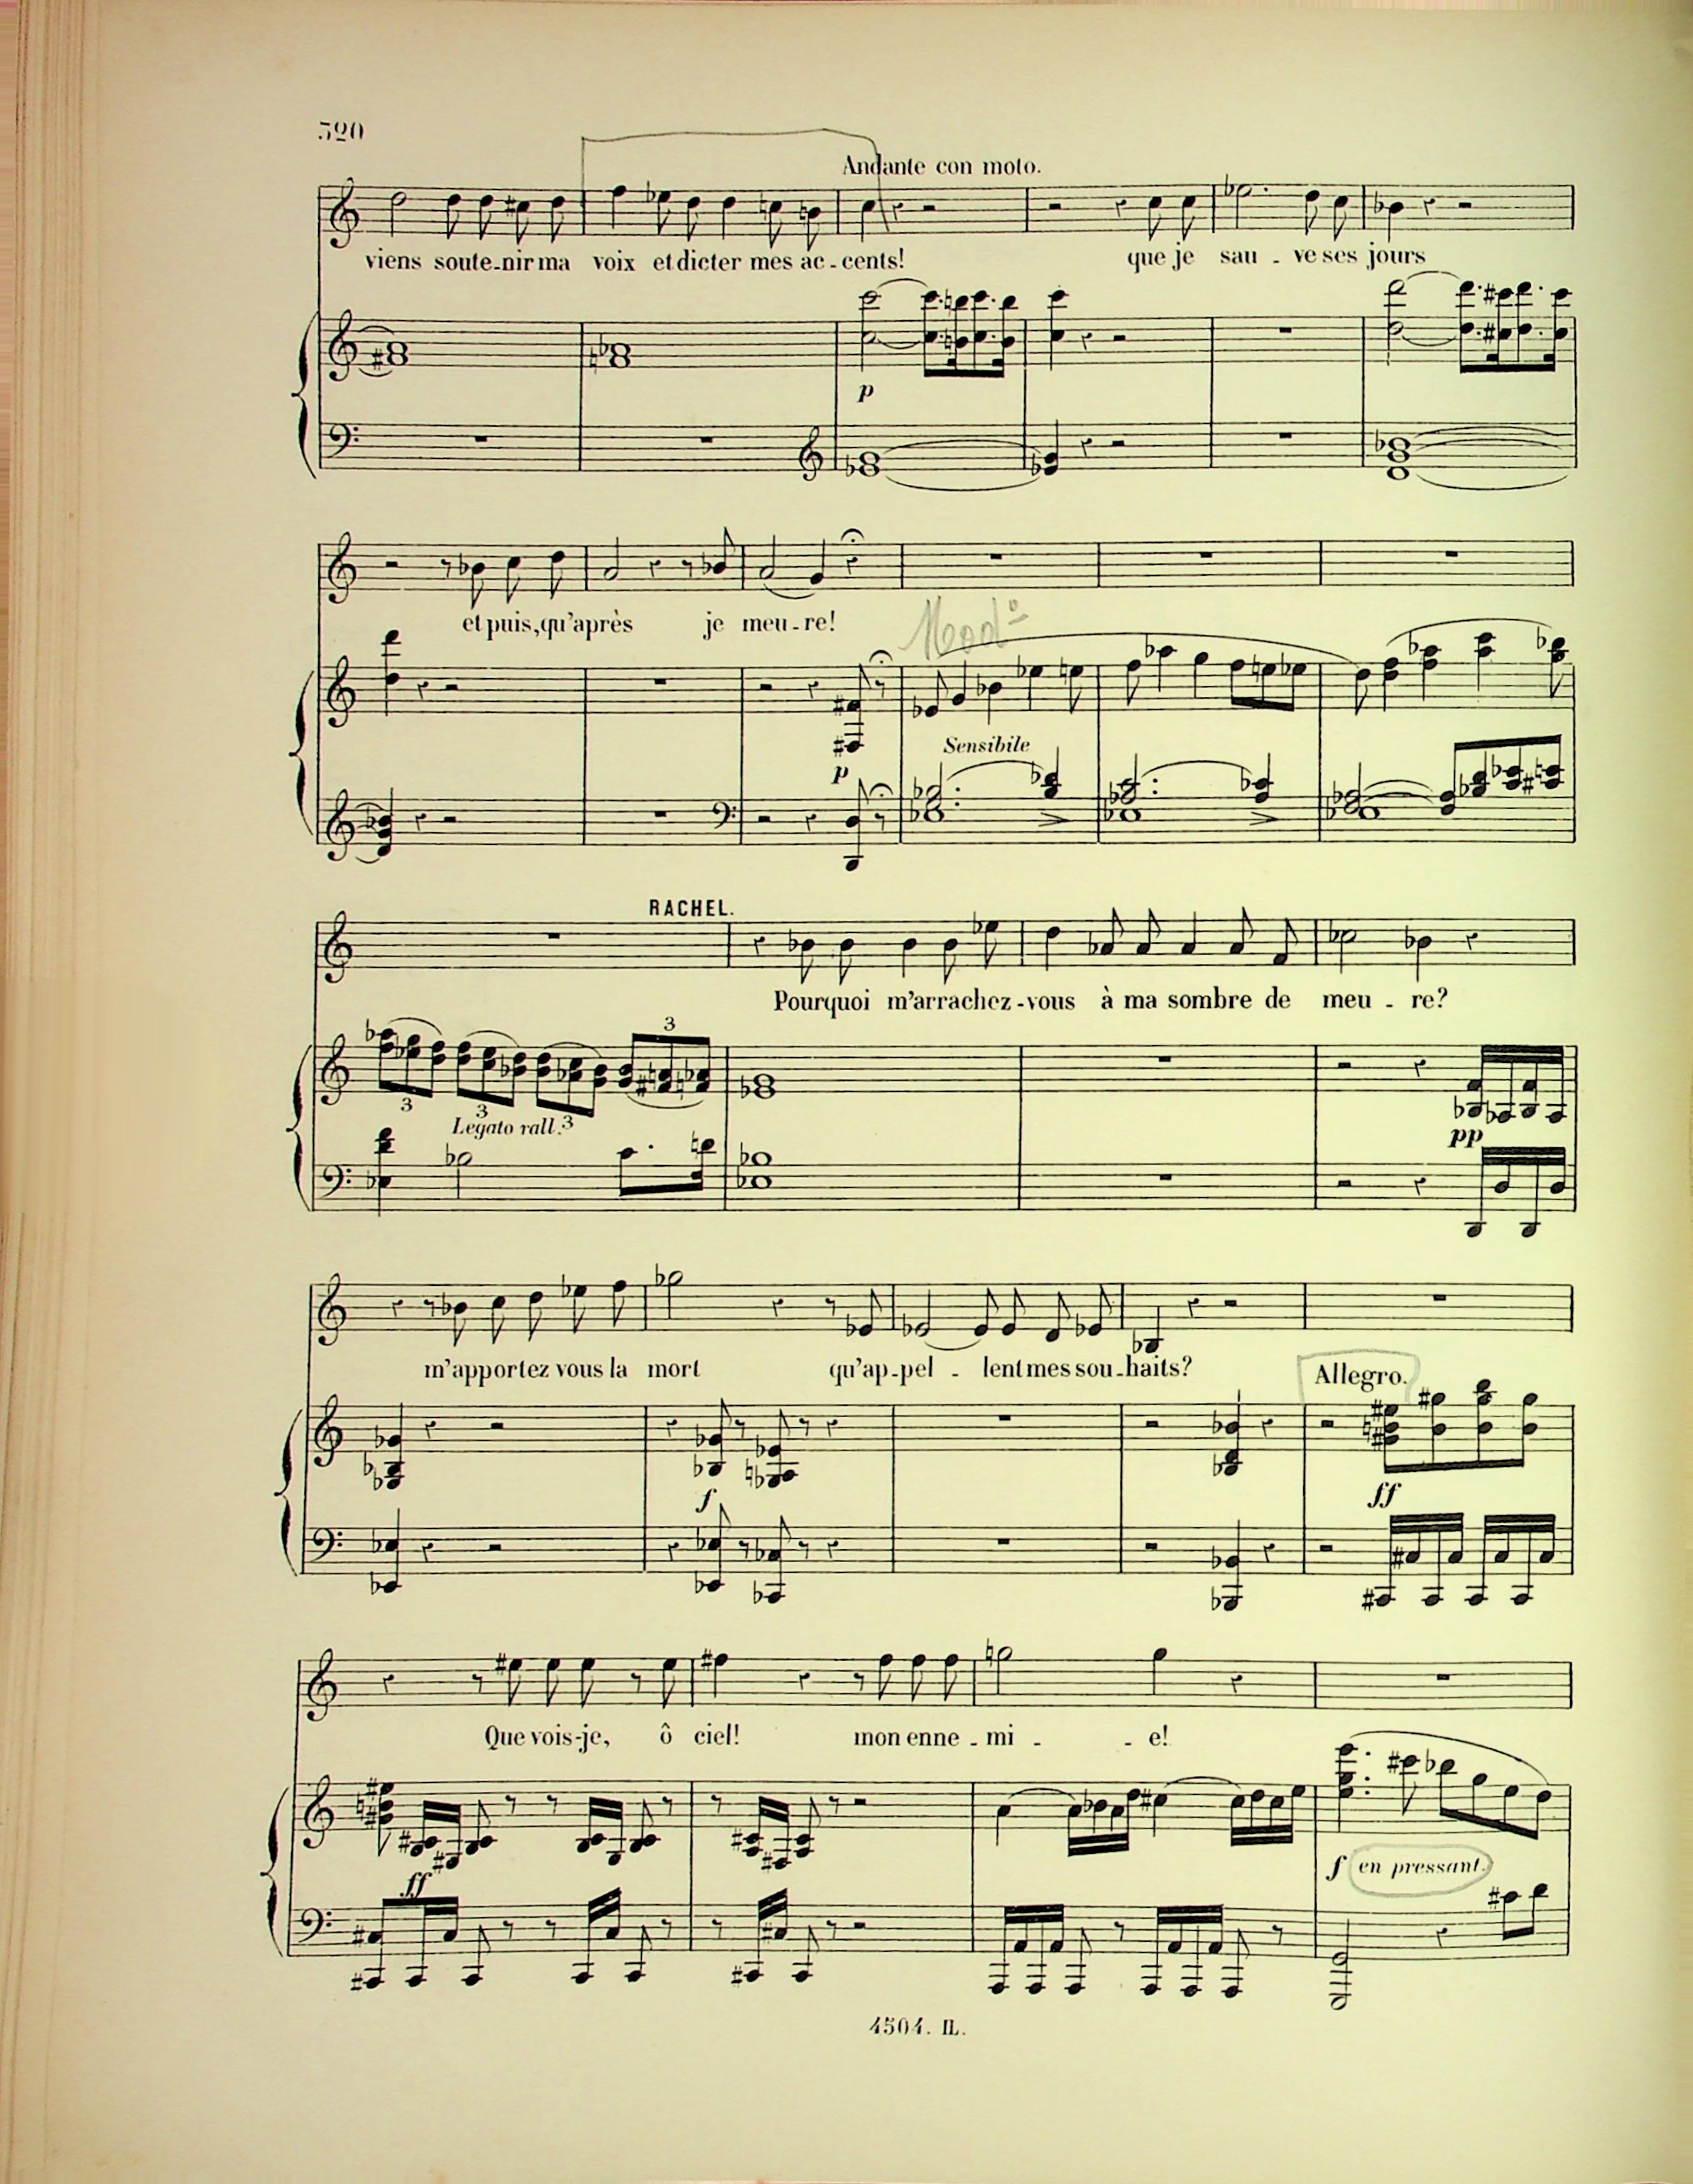 320
Andante con moto.
viens soute-nir ma voix et dicter mes ac-cents! que je sau - ve ses jours
p
et puis, qu'après je meu-re!
Mod^to
Sensibile
p
RACHEL.
Pourquoi m'arrachez-vous à ma sombre de meu - re?
3
3 3 3
Legato rall.
pp
m'apportez vous la mort qu'ap-pel - lent mes sou-haits?
Allegro.
f ff
Que vois-je, ô ciel! mon enne - mi - - e!
f en pressant.
ff
4504. H.